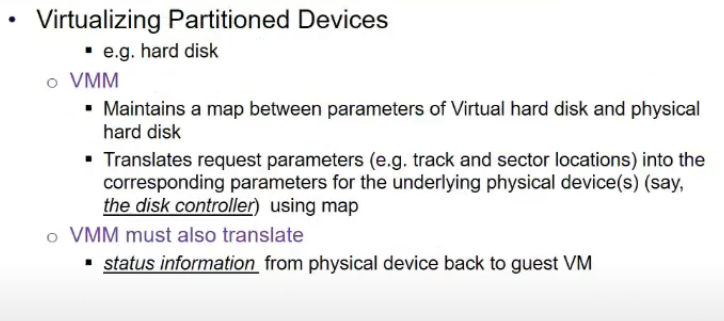 • Virtualizing Partitioned Devices
▪ e.g. hard disk
o VMM
▪ Maintains a map between parameters of Virtual hard disk and physical
hard disk
▪ Translates request parameters (e.g. track and sector locations) into the
corresponding parameters for the underlying physical device(s) (say,
the disk controller) using map
o VMM must also translate
▪ status information from physical device back to guest VM